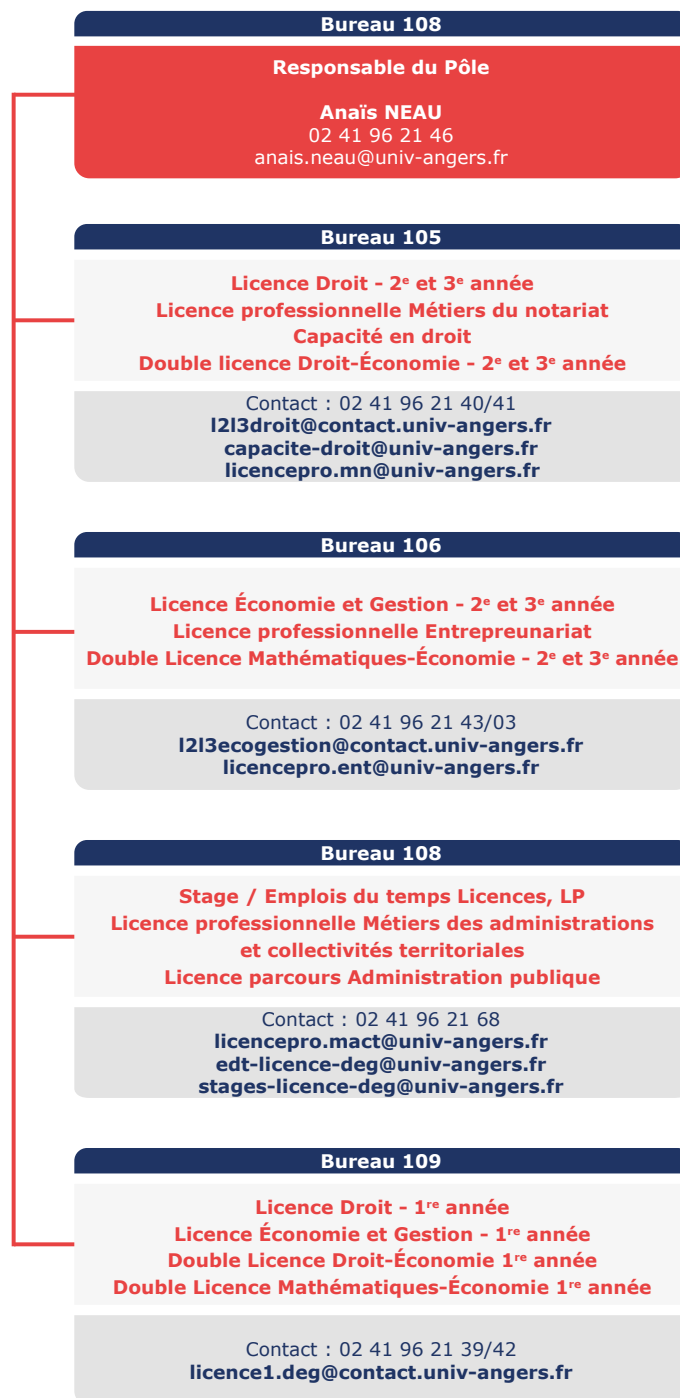 Bureau 108
Responsable du Pôle
Anaïs NEAU
02 41 96 21 46
anais.neau@univ-angers.fr
Bureau 105
Licence Droit - 2e et 3e année
Licence professionnelle Métiers du notariat
Capacité en droit
Double licence Droit-Économie - 2e et 3e année
Contact : 02 41 96 21 40/41
l2l3droit@contact.univ-angers.fr
capacite-droit@univ-angers.fr
licencepro.mn@univ-angers.fr
Bureau 106
Licence Économie et Gestion - 2e et 3e année
Licence professionnelle Entrepreunariat
Double Licence Mathématiques-Économie - 2e et 3e année
Contact : 02 41 96 21 43/03
l2l3ecogestion@contact.univ-angers.fr
licencepro.ent@univ-angers.fr
Bureau 108
Stage / Emplois du temps Licences, LP
Licence professionnelle Métiers des administrations
et collectivités territoriales
Licence parcours Administration publique
Contact : 02 41 96 21 68
licencepro.mact@univ-angers.fr
edt-licence-deg@univ-angers.fr
stages-licence-deg@univ-angers.fr
Bureau 109
Licence Droit - 1re année
Licence Économie et Gestion - 1re année
Double Licence Droit-Économie 1re année
Double Licence Mathématiques-Économie 1re année
Contact : 02 41 96 21 39/42
licence1.deg@contact.univ-angers.fr